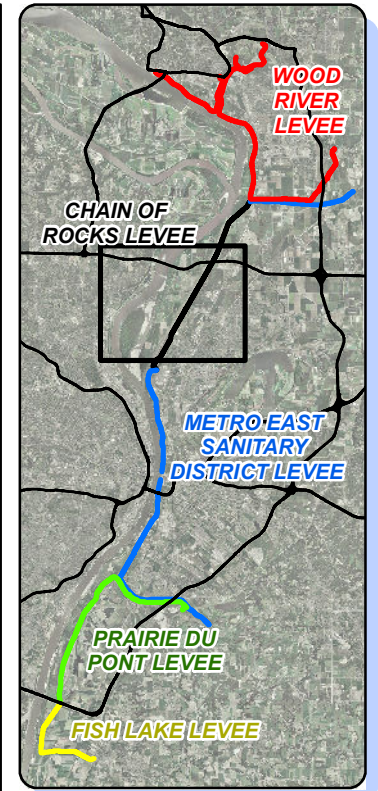 WOOD
RIVER
LEVEE
CHAIN OF
ROCKS LEVEE
METRO EAST
SANITARY
DISTRICT LEVEE
PRAIRIE DU
PONT LEVEE
FISH LAKE LEVEE